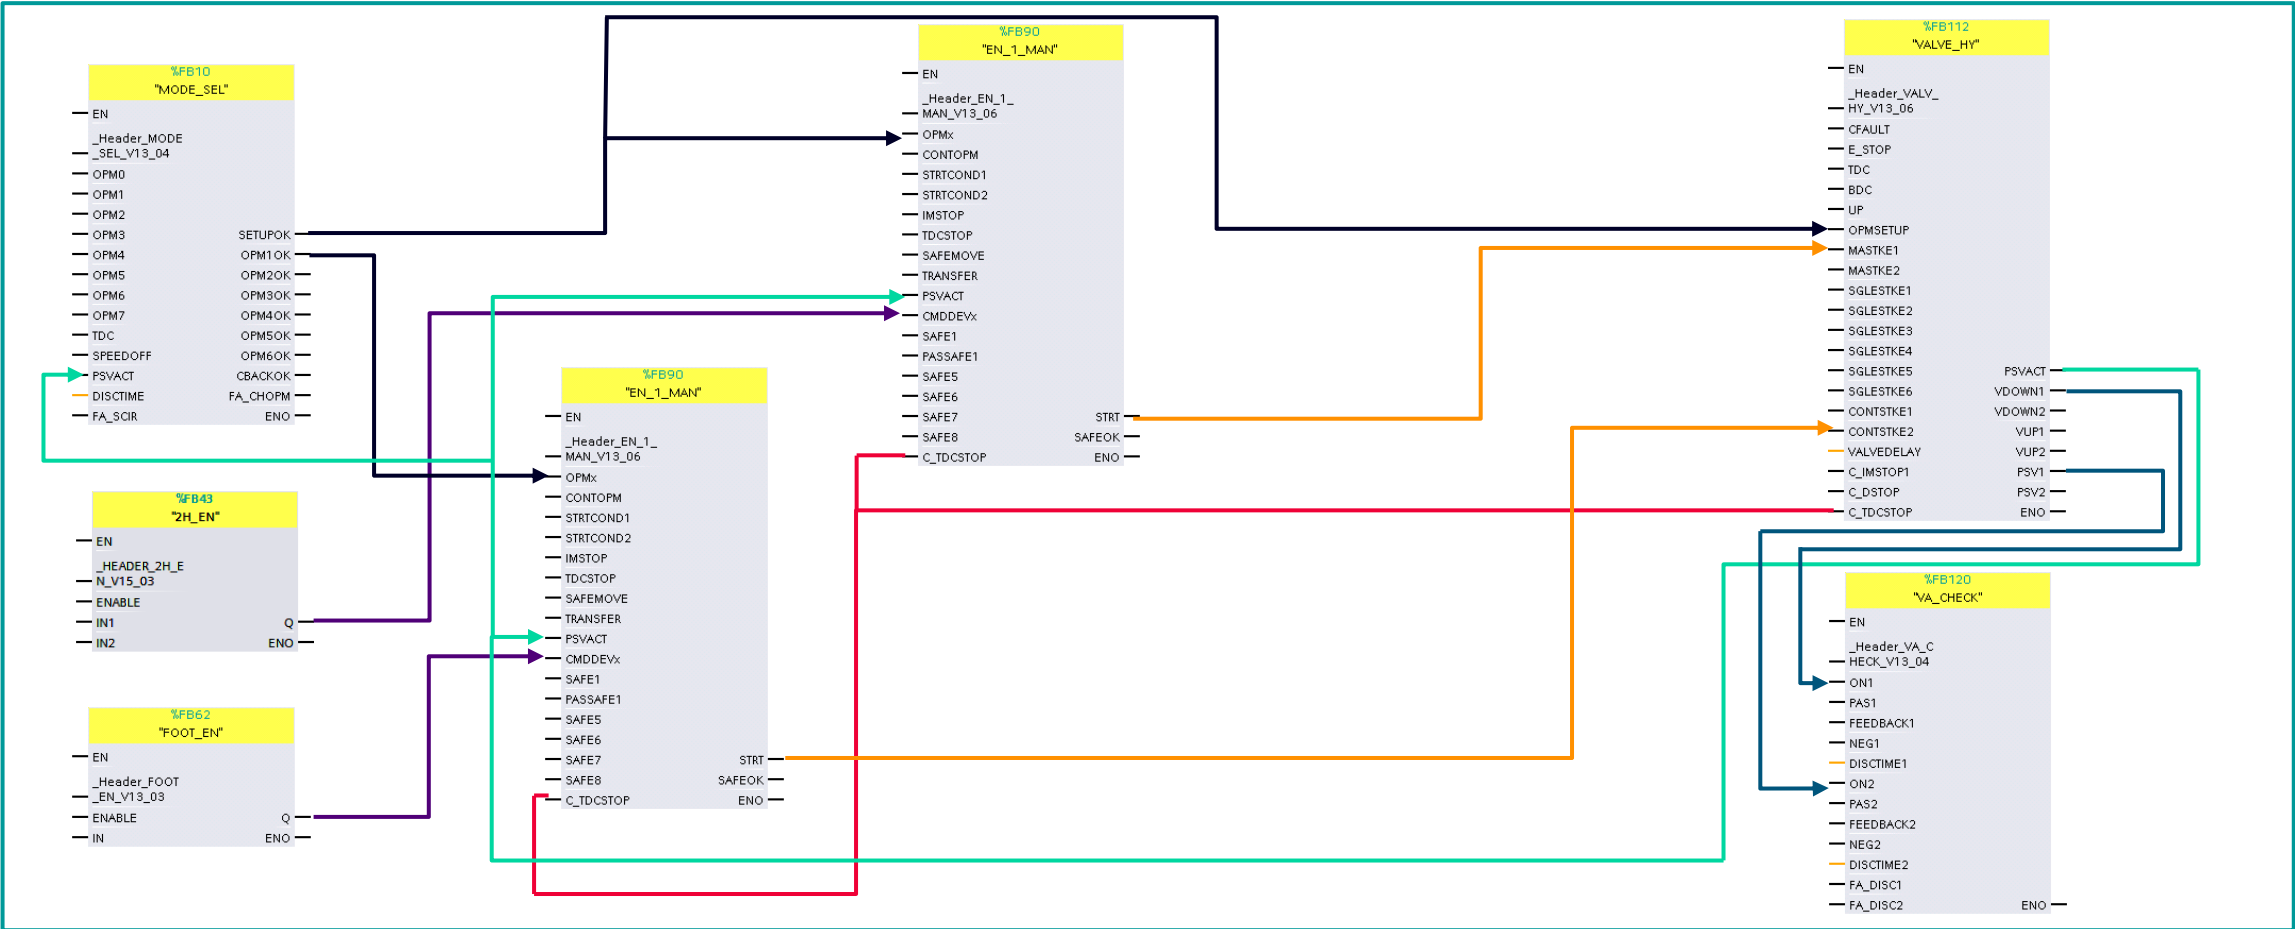 %FB10
"MODE_SEL"
EN
_Header_MODE
_SEL_V13_04
OPM0
OPM1
OPM2
OPM3 SETUPOK
OPM4 OPM1OK
OPM5 OPM2OK
OPM6 OPM3OK
OPM7 OPM4OK
TDC OPM5OK
SPEEDOFF OPM6OK
PSVACT CBACKOK
DISCTIME FA_CHOPM
FA_SCIR ENO
%FB43
"2H_EN"
EN
_HEADER_2H_E
N_V15_03
ENABLE
IN1 Q
IN2 ENO
%FB62
"FOOT_EN"
EN
_Header_FOOT
_EN_V13_03
ENABLE Q
IN ENO
%FB90
"EN_1_MAN"
EN
_Header_EN_1_
MAN_V13_06
OPMx
CONTOPM
STRTCOND1
STRTCOND2
IMSTOP
TDCSTOP
SAFEMOVE
TRANSFER
PSVACT
CMDDEVx
SAFE1
PASSAFE1
SAFE5
SAFE6
SAFE7 STRT
SAFE8 SAFEOK
C_TDCSTOP ENO
%FB90
"EN_1_MAN"
EN
_Header_EN_1_
MAN_V13_06
OPMx
CONTOPM
STRTCOND1
STRTCOND2
IMSTOP
TDCSTOP
SAFEMOVE
TRANSFER
PSVACT
CMDDEVx
SAFE1
PASSAFE1
SAFE5
SAFE6
SAFE7 STRT
SAFE8 SAFEOK
C_TDCSTOP ENO
%FB112
"VALVE_HY"
EN
_Header_VALV_
HY_V13_06
CFAULT
E_STOP
TDC
BDC
UP
OPMSETUP
MASTKE1
MASTKE2
SGLESTKE1
SGLESTKE2
SGLESTKE3
SGLESTKE4
SGLESTKE5 PSVACT
SGLESTKE6 VDOWN1
CONTSTKE1 VDOWN2
CONTSTKE2 VUP1
VALVEDELAY VUP2
C_IMSTOP1 PSV1
C_DSTOP PSV2
C_TDCSTOP ENO
%FB120
"VA_CHECK"
EN
_Header_VA_C
HECK_V13_04
ON1
PAS1
FEEDBACK1
NEG1
DISCTIME1
ON2
PAS2
FEEDBACK2
NEG2
DISCTIME2
FA_DISC1
FA_DISC2 ENO